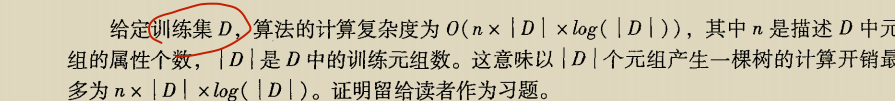 给定训练集 D，算法的计算复杂度为 O(n × |D| × log(|D|))，其中 n 是描述 D 中元
组的属性个数，|D| 是 D 中的训练元组数。这意味以 |D| 个元组产生一棵树的计算开销最
多为 n × |D| × log(|D|)。证明留给读者作为习题。